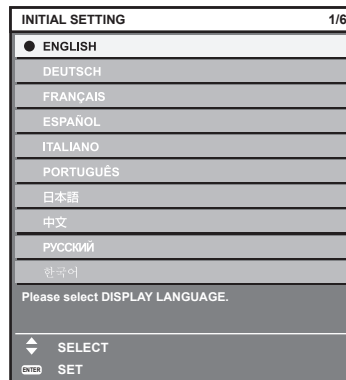 INITIAL SETTING 1/6
ENGLISH
DEUTSCH
FRANÇAIS
ESPAÑOL
ITALIANO
PORTUGUÊS
日本語
中文
РУССКИЙ
한국어
Please select DISPLAY LANGUAGE.
SELECT
ENTER SET